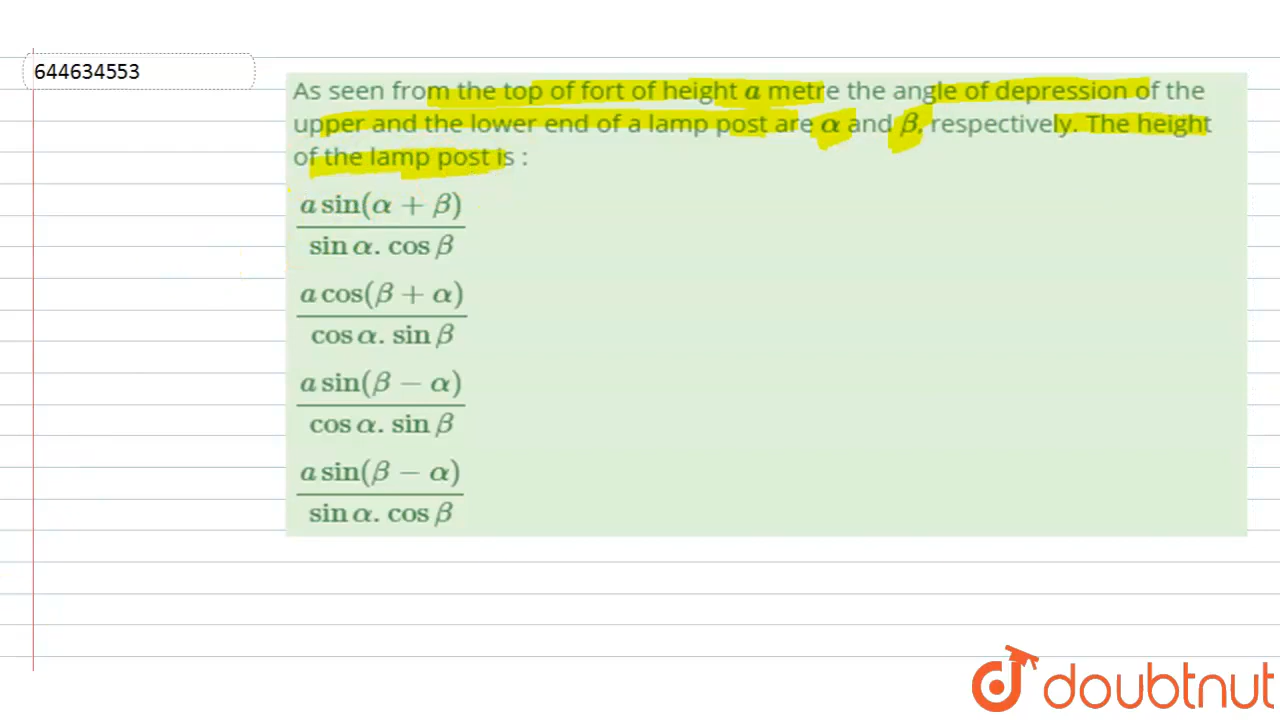 644634553
As seen from the top of fort of height a metre the angle of depression of the
upper and the lower end of a lamp post are α and β, respectively. The height
of the lamp post is :
a sin(α + β)
sin α. cos β
a cos(β + α)
cos α. sin β
a sin(β − α)
cos α. sin β
a sin(β − α)
sin α. cos β
doubtnut